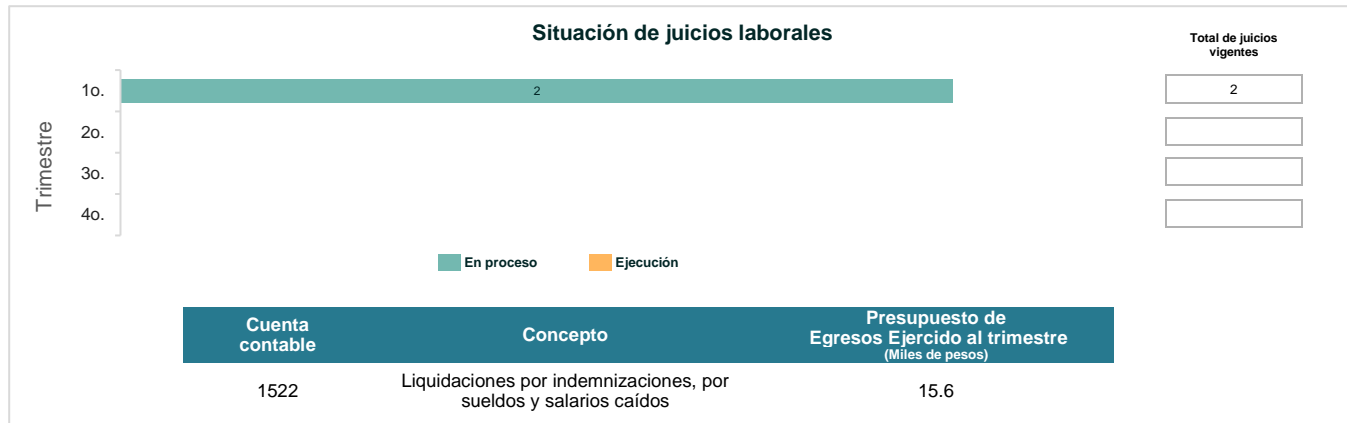 Situación de juicios laborales
Total de juicios
vigentes
Trimestre
1o.
2
2
2o.
3o.
4o.
En proceso
Ejecución
Cuenta
contable
Concepto
Presupuesto de
Egresos Ejercido al trimestre
(Miles de pesos)
1522
Liquidaciones por indemnizaciones, por
sueldos y salarios caídos
15.6